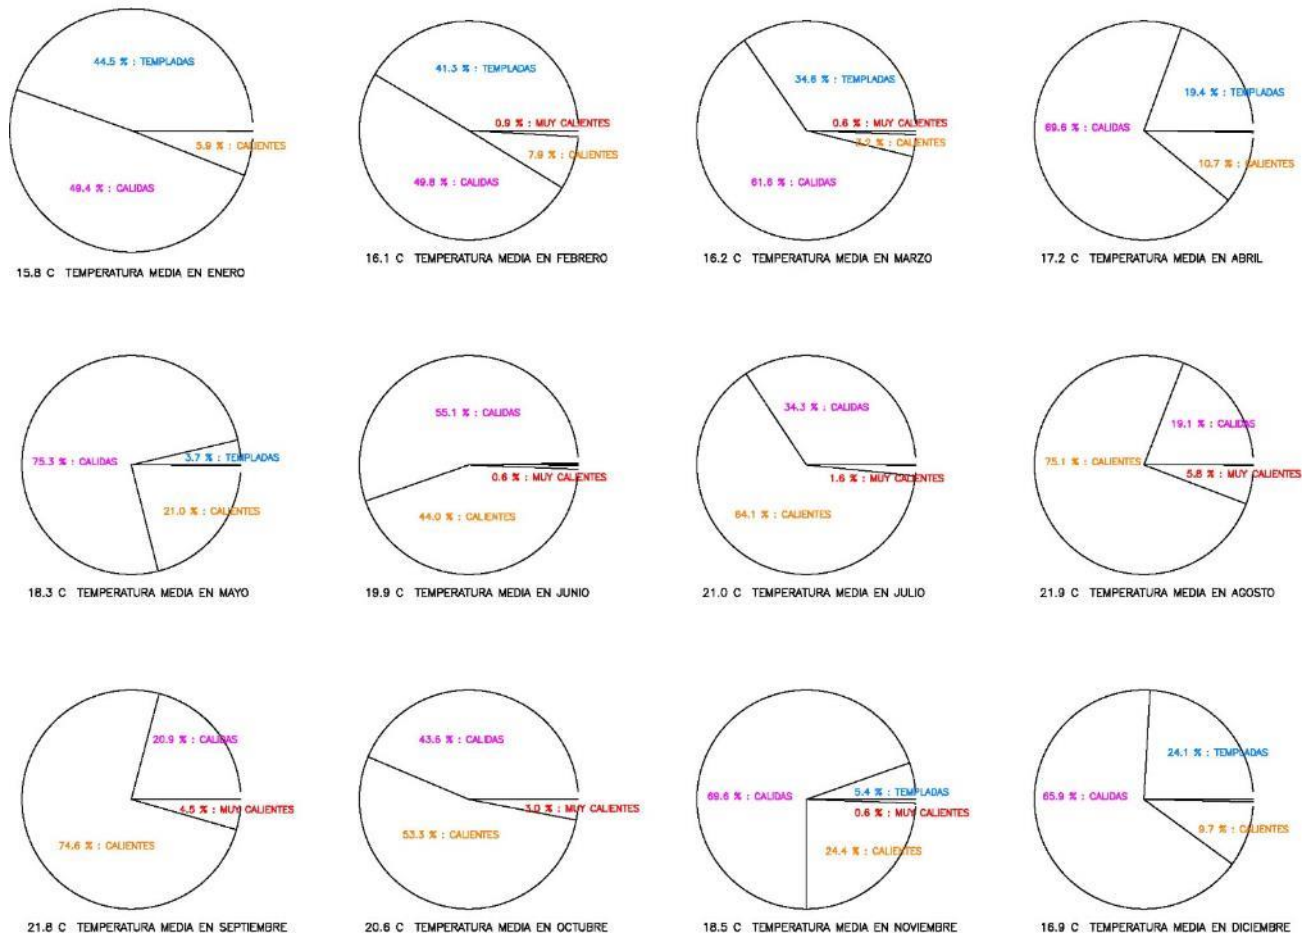 44.5 % : TEMPLADAS
5.9 % : CALIENTES
49.4 % : CALIDAS
15.8 C TEMPERATURA MEDIA EN ENERO
41.3 % : TEMPLADAS
0.9 % : MUY CALIENTES
7.9 % : CALIENTES
49.8 % : CALIDAS
16.1 C TEMPERATURA MEDIA EN FEBRERO
34.6 % : TEMPLADAS
0.6 % : MUY CALIENTES
3.2 % : CALIENTES
61.6 % : CALIDAS
16.2 C TEMPERATURA MEDIA EN MARZO
19.4 % : TEMPLADAS
69.6 % : CALIDAS
10.7 % : CALIENTES
17.2 C TEMPERATURA MEDIA EN ABRIL
75.3 % : CALIDAS
3.7 % : TEMPLADAS
21.0 % : CALIENTES
18.3 C TEMPERATURA MEDIA EN MAYO
55.1 % : CALIDAS
0.6 % : MUY CALIENTES
44.0 % : CALIENTES
19.9 C TEMPERATURA MEDIA EN JUNIO
34.3 % : CALIDAS
1.6 % : MUY CALIENTES
64.1 % : CALIENTES
21.0 C TEMPERATURA MEDIA EN JULIO
19.1 % : CALIDAS
75.1 % : CALIENTES
5.8 % : MUY CALIENTES
21.9 C TEMPERATURA MEDIA EN AGOSTO
20.9 % : CALIDAS
4.5 % : MUY CALIENTES
74.6 % : CALIENTES
21.8 C TEMPERATURA MEDIA EN SEPTIEMBRE
43.6 % : CALIDAS
3.0 % : MUY CALIENTES
53.3 % : CALIENTES
20.6 C TEMPERATURA MEDIA EN OCTUBRE
69.6 % : CALIDAS
5.4 % : TEMPLADAS
0.6 % : MUY CALIENTES
24.4 % : CALIENTES
18.5 C TEMPERATURA MEDIA EN NOVIEMBRE
24.1 % : TEMPLADAS
65.9 % : CALIDAS
9.7 % : CALIENTES
16.9 C TEMPERATURA MEDIA EN DICIEMBRE